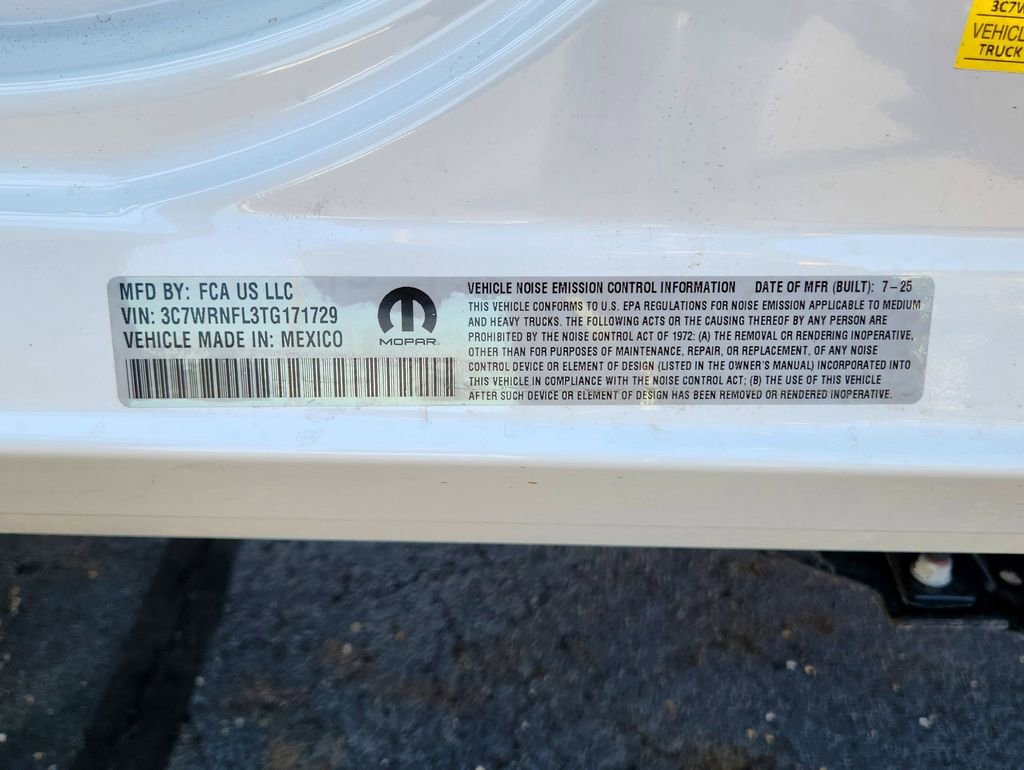 3C7V
VEHICL
TRUCK
MFD BY: FCA US LLC
VIN: 3C7WRNFL3TG171729
VEHICLE MADE IN: MEXICO
MOPAR
VEHICLE NOISE EMISSION CONTROL INFORMATION DATE OF MFR (BUILT): 7-25
THIS VEHICLE CONFORMS TO U.S. EPA REGULATIONS FOR NOISE EMISSION APPLICABLE TO MEDIUM
AND HEAVY TRUCKS. THE FOLLOWING ACTS OR THE CAUSING THEREOF BY ANY PERSON ARE
PROHIBITED BY THE NOISE CONTROL ACT OF 1972: (A) THE REMOVAL OR RENDERING INOPERATIVE,
OTHER THAN FOR PURPOSES OF MAINTENANCE, REPAIR, OR REPLACEMENT, OF ANY NOISE
CONTROL DEVICE OR ELEMENT OF DESIGN (LISTED IN THE OWNER'S MANUAL) INCORPORATED INTO
THIS VEHICLE IN COMPLIANCE WITH THE NOISE CONTROL ACT; (B) THE USE OF THIS VEHICLE
AFTER SUCH DEVICE OR ELEMENT OF DESIGN HAS BEEN REMOVED OR RENDERED INOPERATIVE.